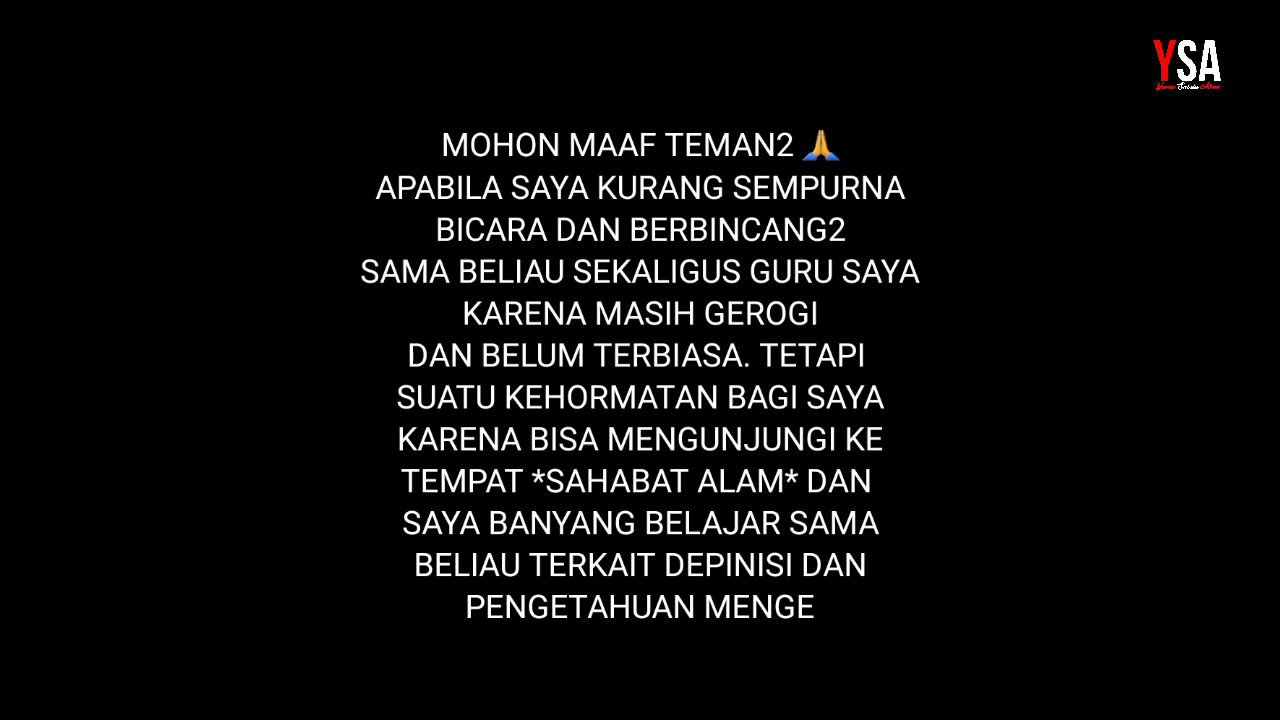 YSA
MOHON MAAF TEMAN2 🙏
APABILA SAYA KURANG SEMPURNA
BICARA DAN BERBINCANG2
SAMA BELIAU SEKALIGUS GURU SAYA
KARENA MASIH GEROGI
DAN BELUM TERBIASA. TETAPI
SUATU KEHORMATAN BAGI SAYA
KARENA BISA MENGUNJUNGI KE
TEMPAT *SAHABAT ALAM* DAN
SAYA BANYANG BELAJAR SAMA
BELIAU TERKAIT DEPINISI DAN
PENGETAHUAN MENGE